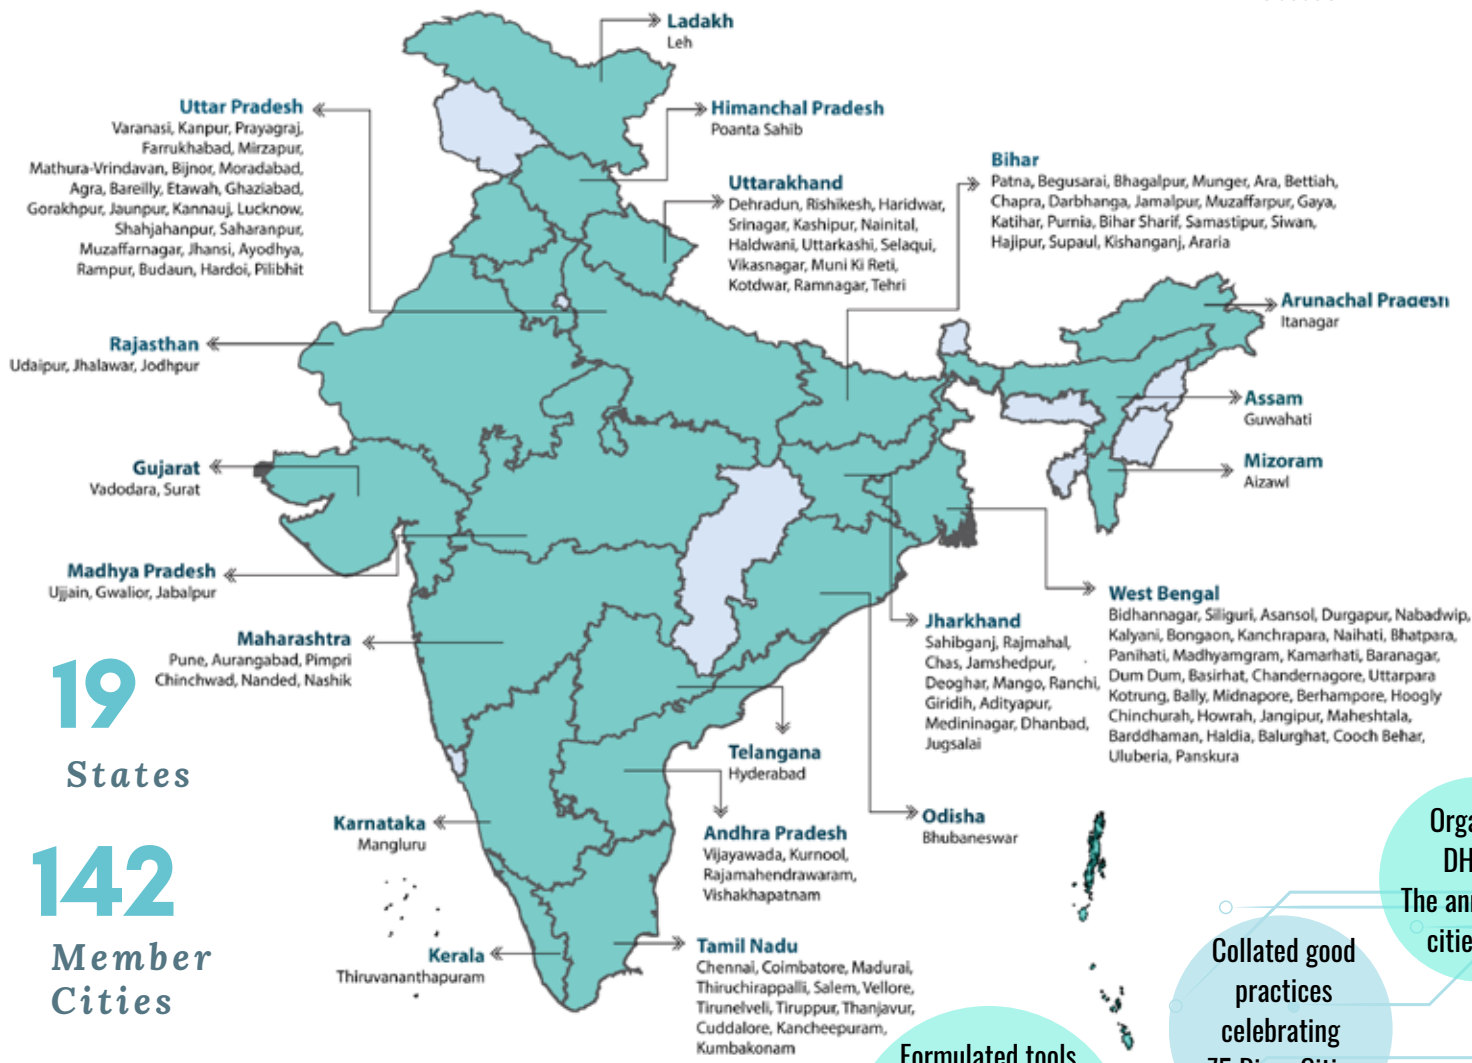 Ladakh
Leh
Uttar Pradesh
Varanasi, Kanpur, Prayagraj,
Farrukhabad, Mirzapur,
Mathura-Vrindavan, Bijnor, Moradabad,
Agra, Bareilly, Etawah, Ghaziabad,
Gorakhpur, Jaunpur, Kannauj, Lucknow,
Shahjahanpur, Saharanpur,
Muzaffarnagar, Jhansi, Ayodhya,
Rampur, Budaun, Hardoi, Pilibhit
Himanchal Pradesh
Poanta Sahib
Uttarakhand
Dehradun, Rishikesh, Haridwar,
Srinagar, Kashipur, Nainital,
Haldwani, Uttarkashi, Selaqui,
Vikasnagar, Muni Ki Reti,
Kotdwar, Ramnagar, Tehri
Bihar
Patna, Begusarai, Bhagalpur, Munger, Ara, Bettiah,
Chapra, Darbhanga, Jamalpur, Muzaffarpur, Gaya,
Katihar, Purnia, Bihar Sharif, Samastipur, Siwan,
Hajipur, Supaul, Kishanganj, Araria
Arunachal Pradesh
Itanagar
Rajasthan
Udaipur, Jhalawar, Jodhpur
Assam
Guwahati
Gujarat
Vadodara, Surat
Mizoram
Aizawl
Madhya Pradesh
Ujjain, Gwalior, Jabalpur
West Bengal
Bidhannagar, Siliguri, Asansol, Durgapur, Nabadwip,
Kalyani, Bongaon, Kanchrapara, Naihati, Bhatpara,
Panihati, Madhyamgram, Kamarhati, Baranagar,
Dum Dum, Basirhat, Chandernagore, Uttarpara
Kotrung, Bally, Midnapore, Berhampore, Hoogly
Chinchurah, Howrah, Jangipur, Maheshtala,
Barddhaman, Haldia, Balurghat, Cooch Behar,
Uluberia, Panskura
Jharkhand
Sahibganj, Rajmahal,
Chas, Jamshedpur,
Deoghar, Mango, Ranchi,
Giridih, Adityapur,
Medininagar, Dhanbad,
Jugsalai
Maharashtra
Pune, Aurangabad, Pimpri
Chinchwad, Nanded, Nashik
19
States
Telangana
Hyderabad
Karnataka
Mangluru
Andhra Pradesh
Vijayawada, Kurnool,
Rajamahendrawaram,
Vishakhapatnam
Odisha
Bhubaneswar
142
Member
Cities
Kerala
Thiruvananthapuram
Tamil Nadu
Chennai, Coimbatore, Madurai,
Thiruchirappalli, Salem, Vellore,
Tirunelveli, Tiruppur, Thanjavur,
Cuddalore, Kancheepuram,
Kumbakonam
Orga
DH
The ann
citie
Collated good
practices
celebrating
Formulated tools